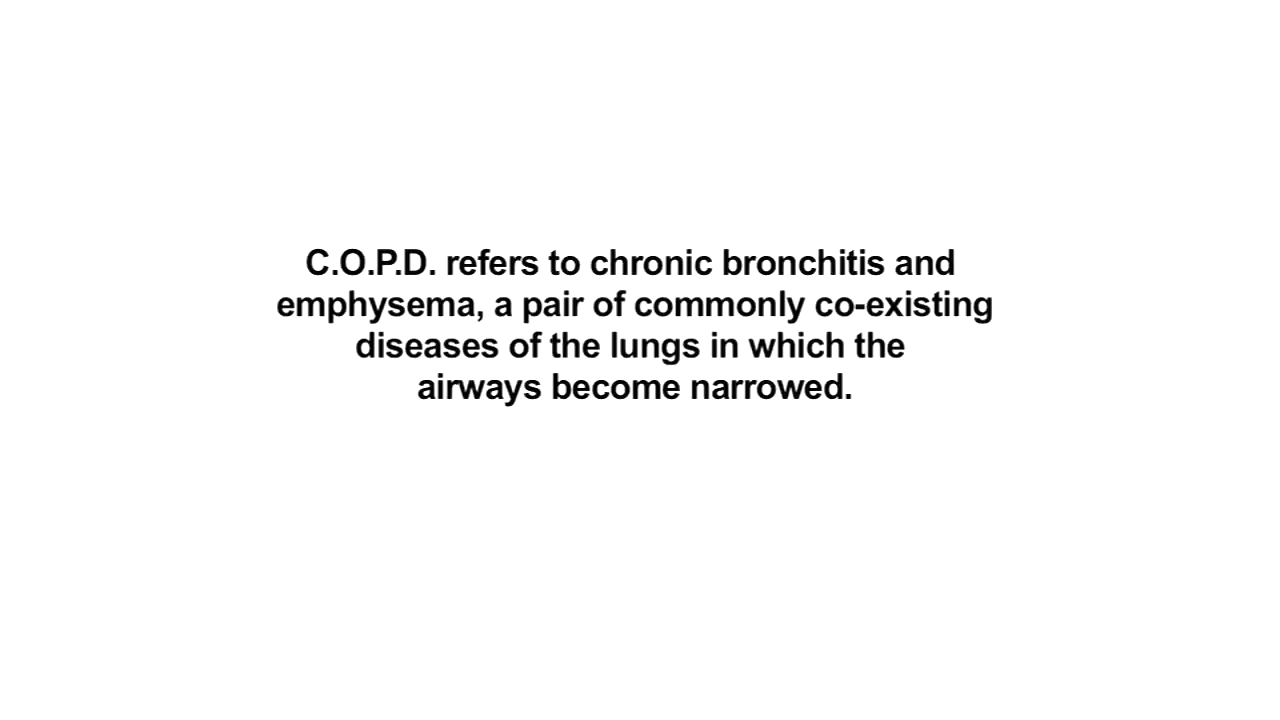 C.O.P.D. refers to chronic bronchitis and
emphysema, a pair of commonly co-existing
diseases of the lungs in which the
airways become narrowed.